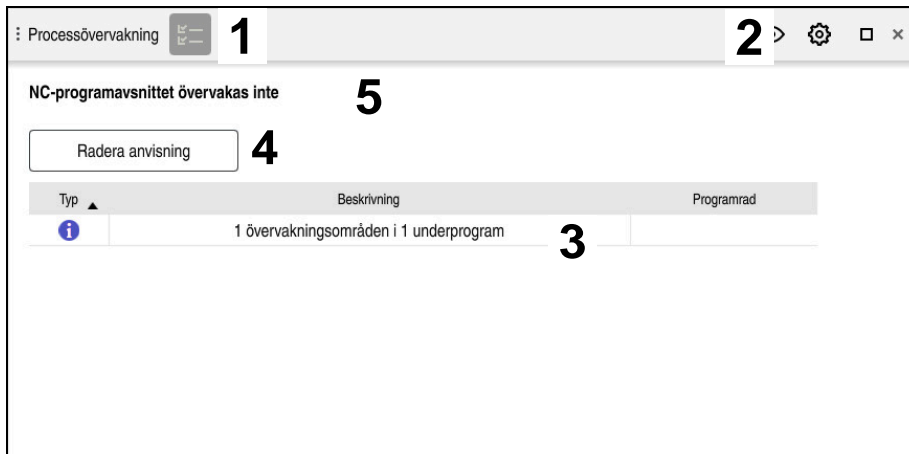 Processövervakning 1 2
NC-programavsnittet övervakas inte 5
Radera anvisning 4
Typ Beskrivning Programrad
1 övervakningsområden i 1 underprogram 3